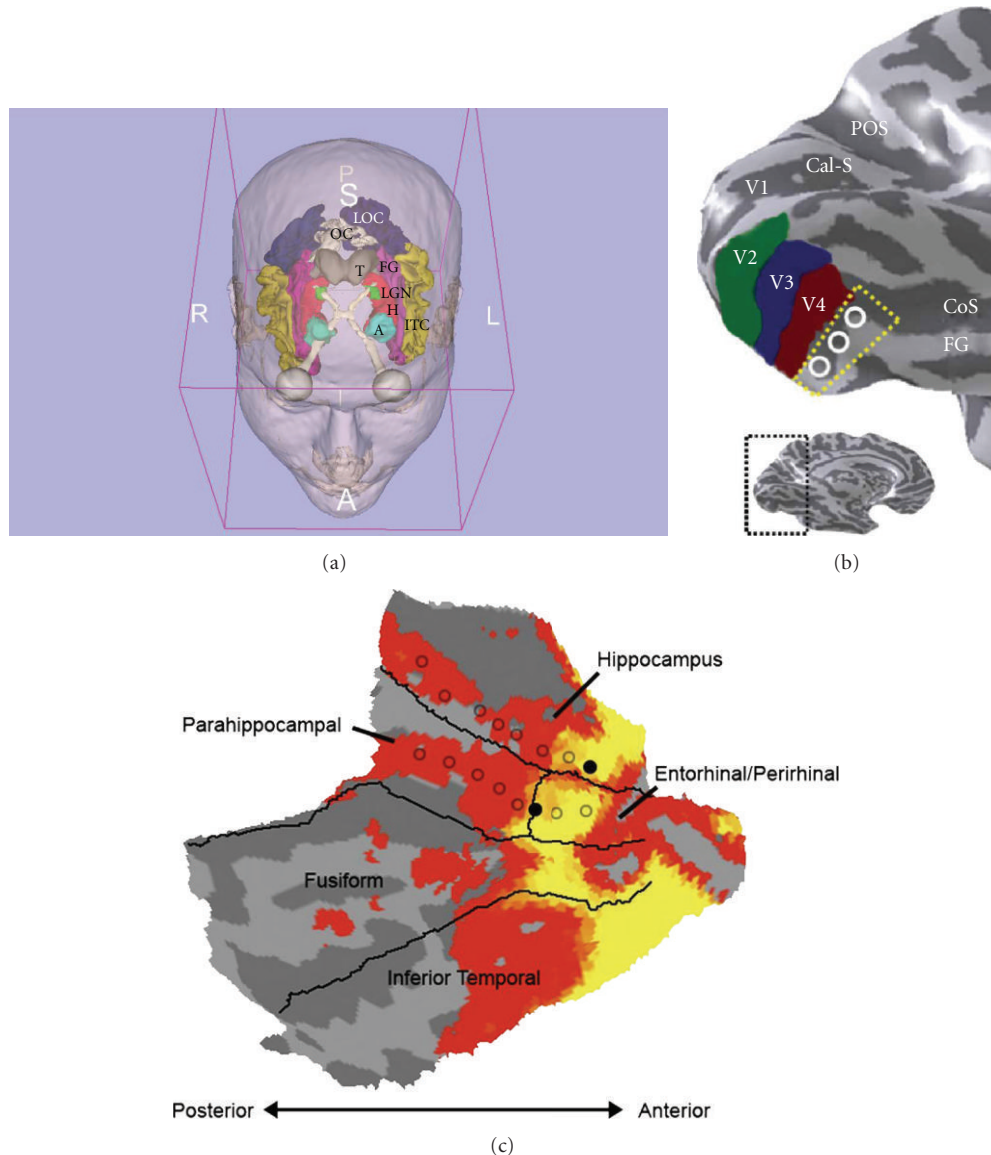 P
S
LOC
OC
T
FG
LGN
H
ITC
A
R
L
I
A
(a)
POS
Cal-S
V1
V2
V3
V4
CoS
FG
(b)
Hippocampus
Parahippocampal
Entorhinal/Perirhinal
Fusiform
Inferior Temporal
Posterior
Anterior
(c)